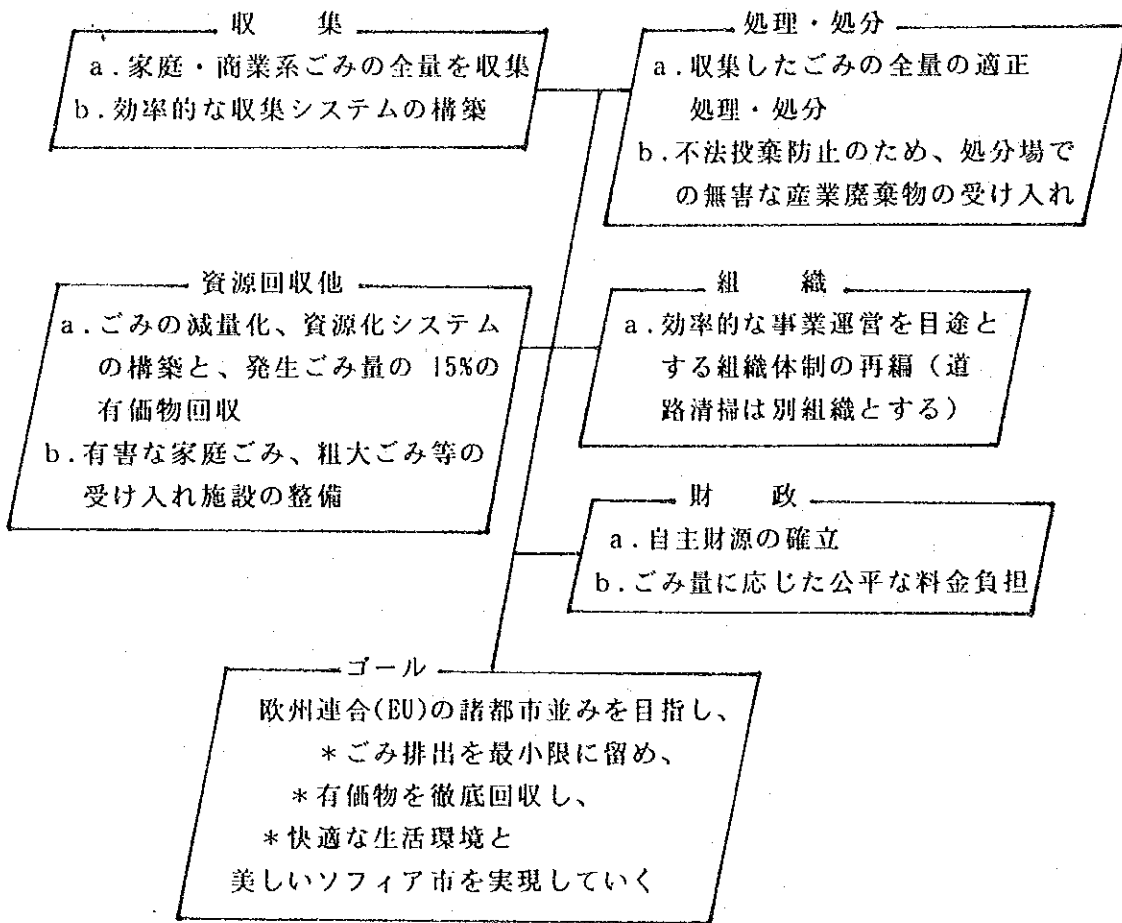 収 集
a.家庭・商業系ごみの全量を収集
b.効率的な収集システムの構築
処理・処分
a.収集したごみの全量の適正
処理・処分
b.不法投棄防止のため、処分場で
の無害な産業廃棄物の受け入れ
資源回収他
a.ごみの減量化、資源化システム
の構築と、発生ごみ量の 15%の
有価物回収
b.有害な家庭ごみ、粗大ごみ等の
受け入れ施設の整備
組 織
a.効率的な事業運営を目途と
する組織体制の再編（道
路清掃は別組織とする）
財 政
a.自主財源の確立
b.ごみ量に応じた公平な料金負担
ゴール
欧州連合(EU)の諸都市並みを目指し、
＊ごみ排出を最小限に留め、
＊有価物を徹底回収し、
＊快適な生活環境と
美しいソフィア市を実現していく